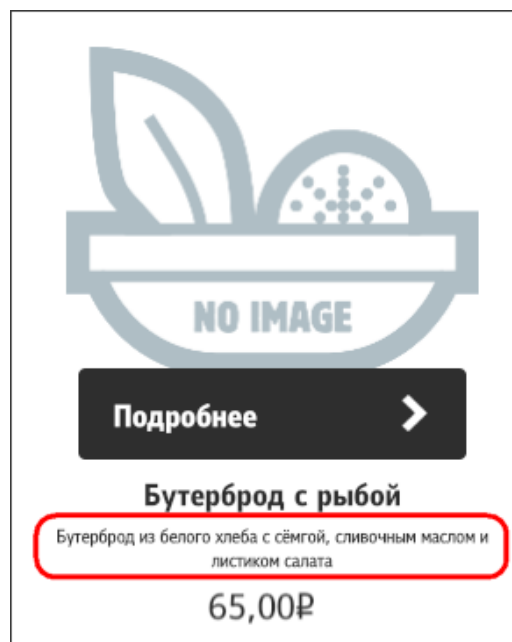 NO IMAGE
Подробнее
Бутерброд с рыбой
Бутерброд из белого хлеба с сёмгой, сливочным маслом и
листиком салата
65,00₽